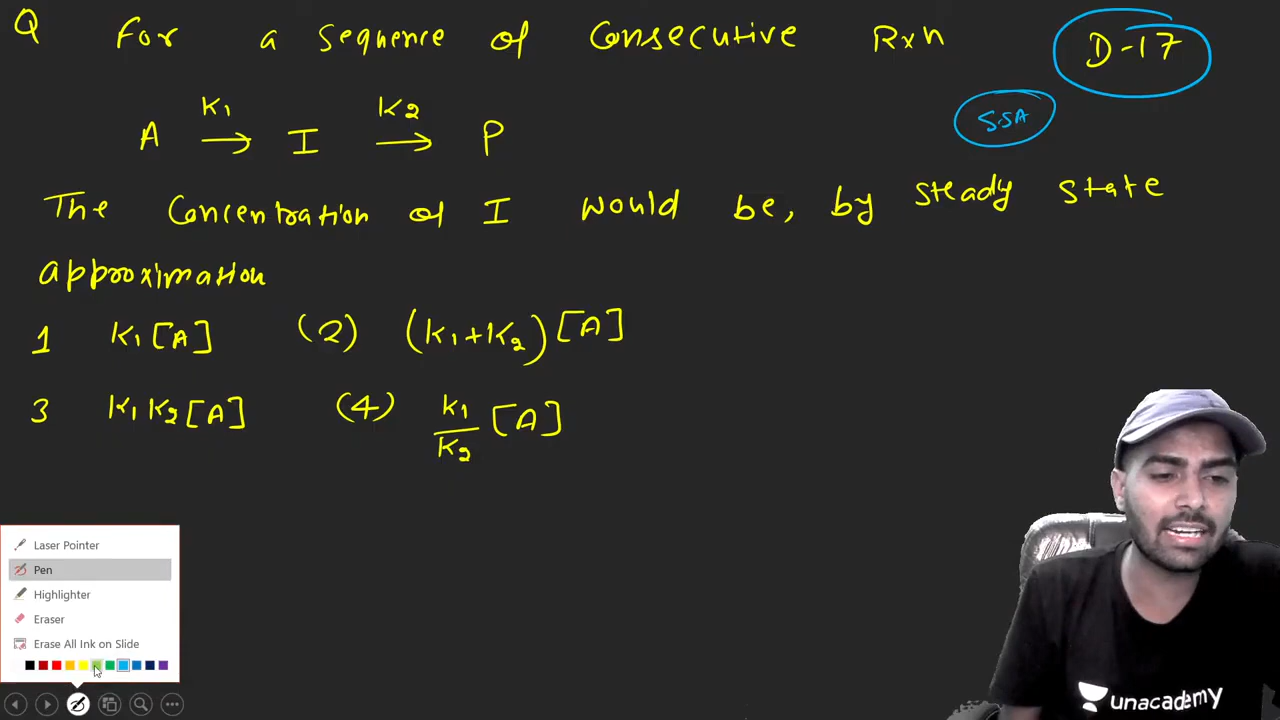 Q For a sequence of Consecutive Rxn D-17
A K1 → I K2 → P SSA
The Concentration of I would be, by steady state
approximation
1 K1[A] (2) (K1+K2)[A]
3 K1K2[A] (4) K1/K2 [A]
Laser Pointer
Pen
Highlighter
Eraser
Erase All Ink on Slide
unacademy